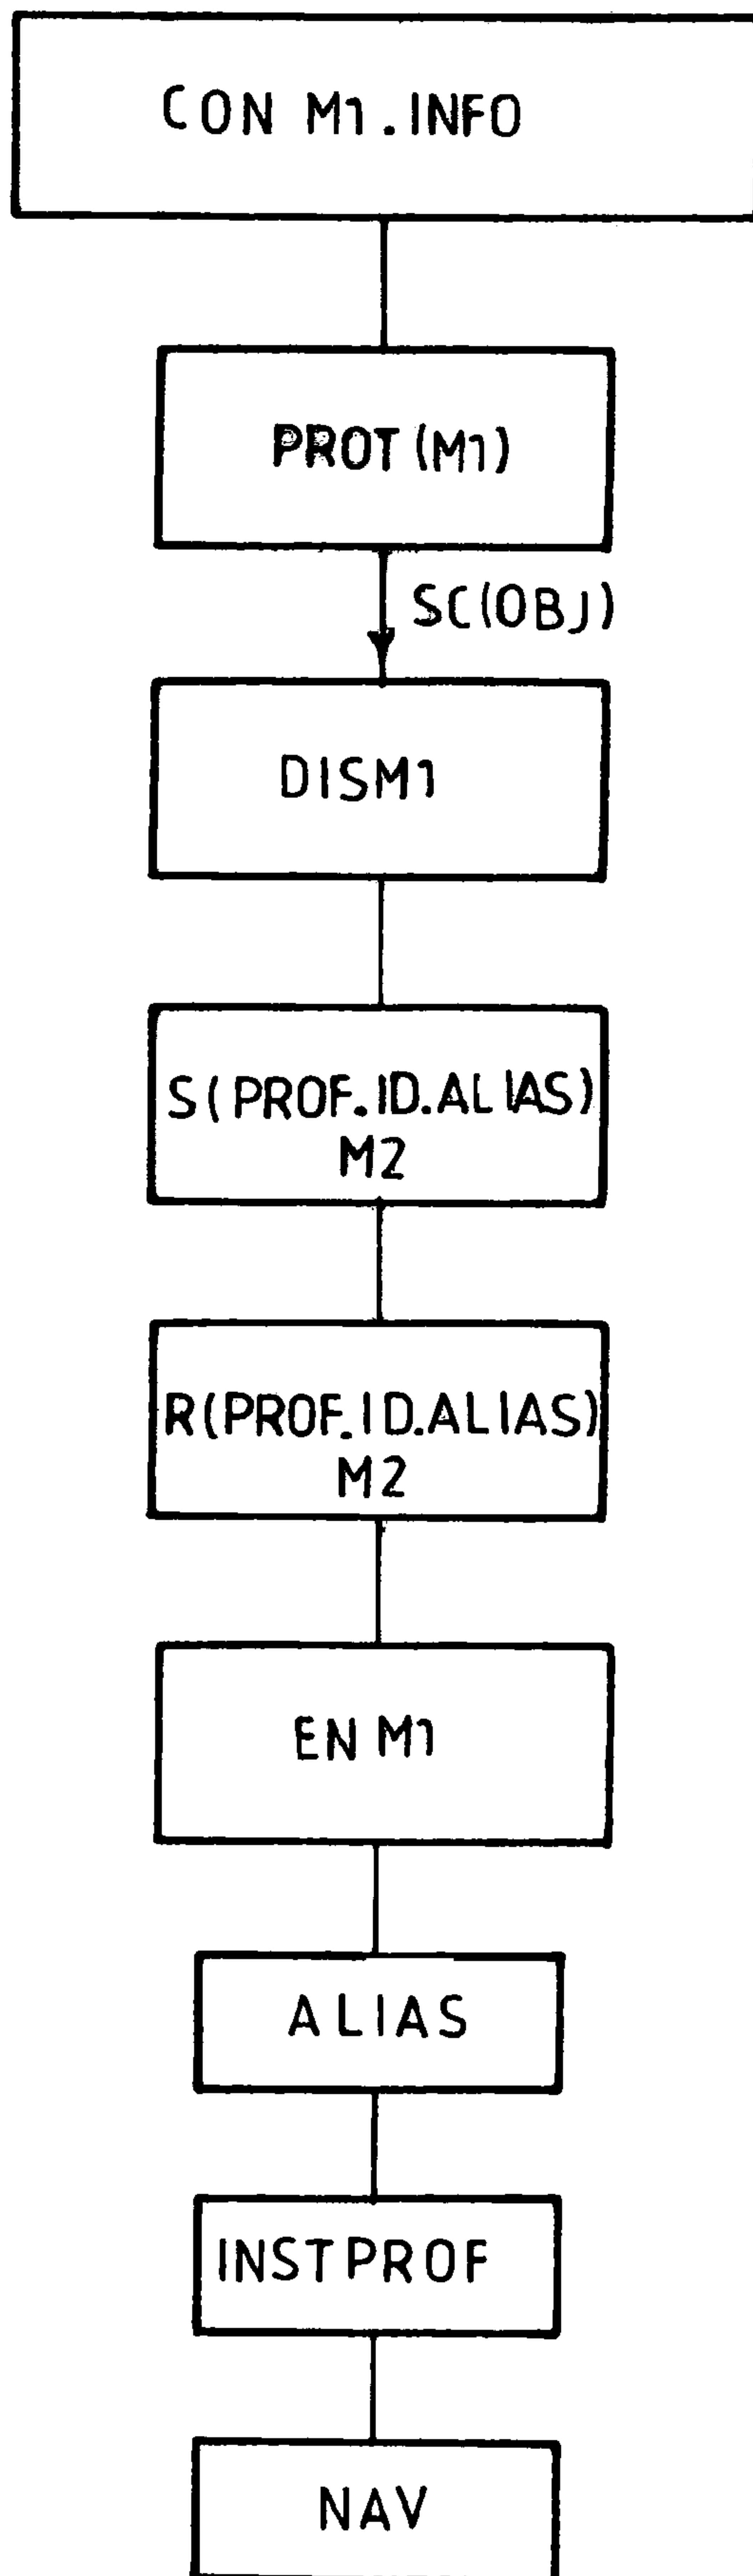 CON M1.INFO
PROT(M1)
SC(OBJ)
DISM1
S(PROF.ID.ALIAS)
M2
R(PROF.ID.ALIAS)
M2
EN M1
ALIAS
INSTPROF
NAV